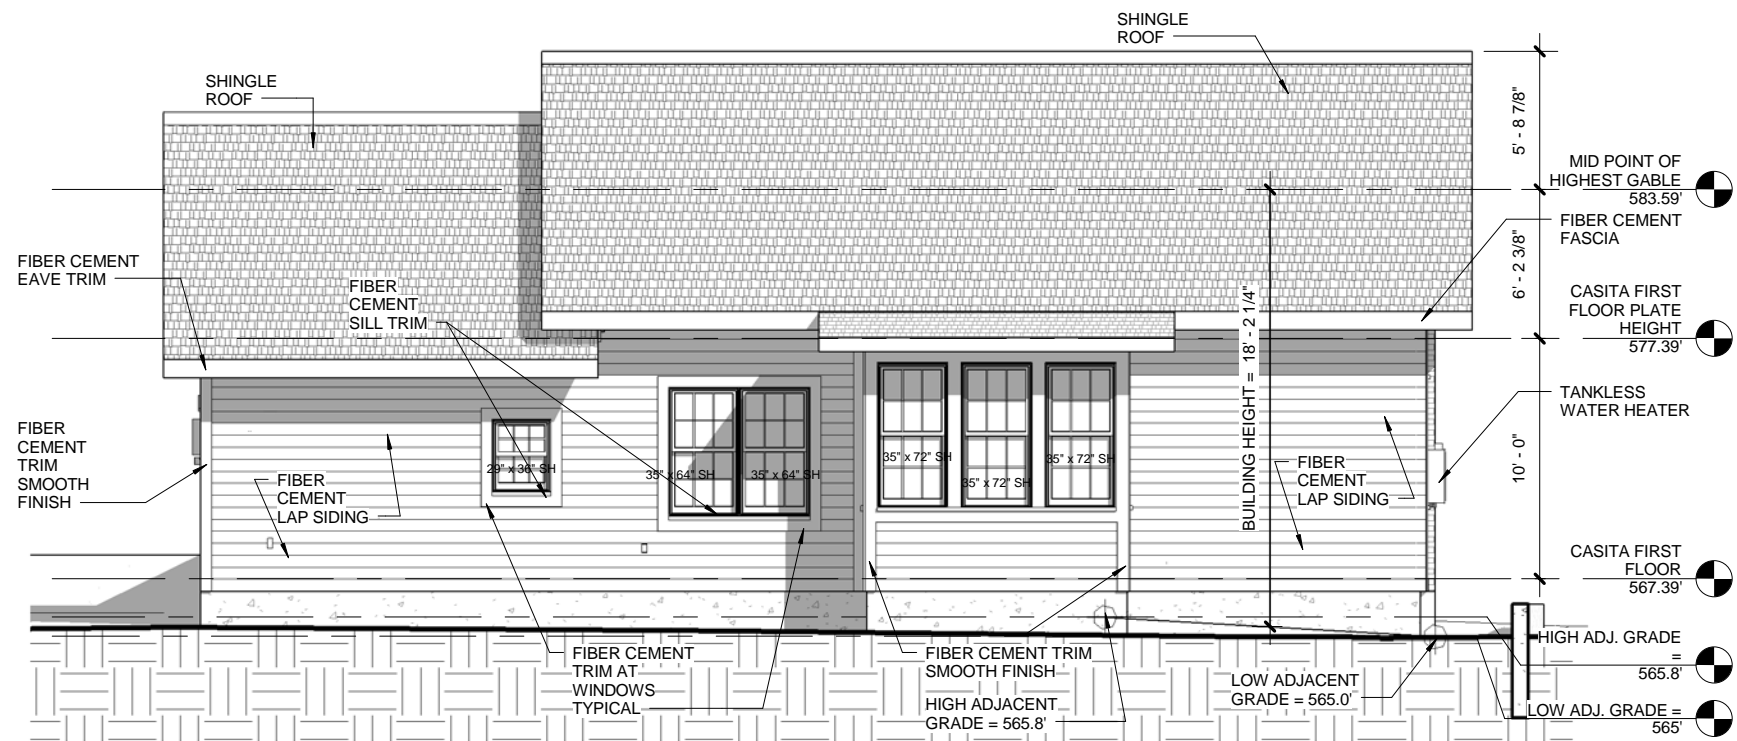 SHINGLE
ROOF
SHINGLE
ROOF
5' - 8 7/8"
MID POINT OF
HIGHEST GABLE
583.59'
FIBER CEMENT
FASCIA
6' - 2 3/8"
FIBER CEMENT
EAVE TRIM
FIBER
CEMENT
SILL TRIM
CASITA FIRST
FLOOR PLATE
HEIGHT
577.39'
BUILDING HEIGHT = 18' - 2 1/4"
TANKLESS
WATER HEATER
FIBER
CEMENT
TRIM
SMOOTH
FINISH
FIBER
CEMENT
LAP SIDING
29" x 36" SH
35" x 64" SH
35" x 64" SH
35" x 72" SH
35" x 72" SH
35" x 72" SH
FIBER
CEMENT
LAP SIDING
10' - 0"
CASITA FIRST
FLOOR
567.39'
FIBER CEMENT
TRIM AT
WINDOWS
TYPICAL
FIBER CEMENT TRIM
SMOOTH FINISH
HIGH ADJACENT
GRADE = 565.8'
LOW ADJACENT
GRADE = 565.0'
HIGH ADJ. GRADE
=
565.8'
LOW ADJ. GRADE =
565'